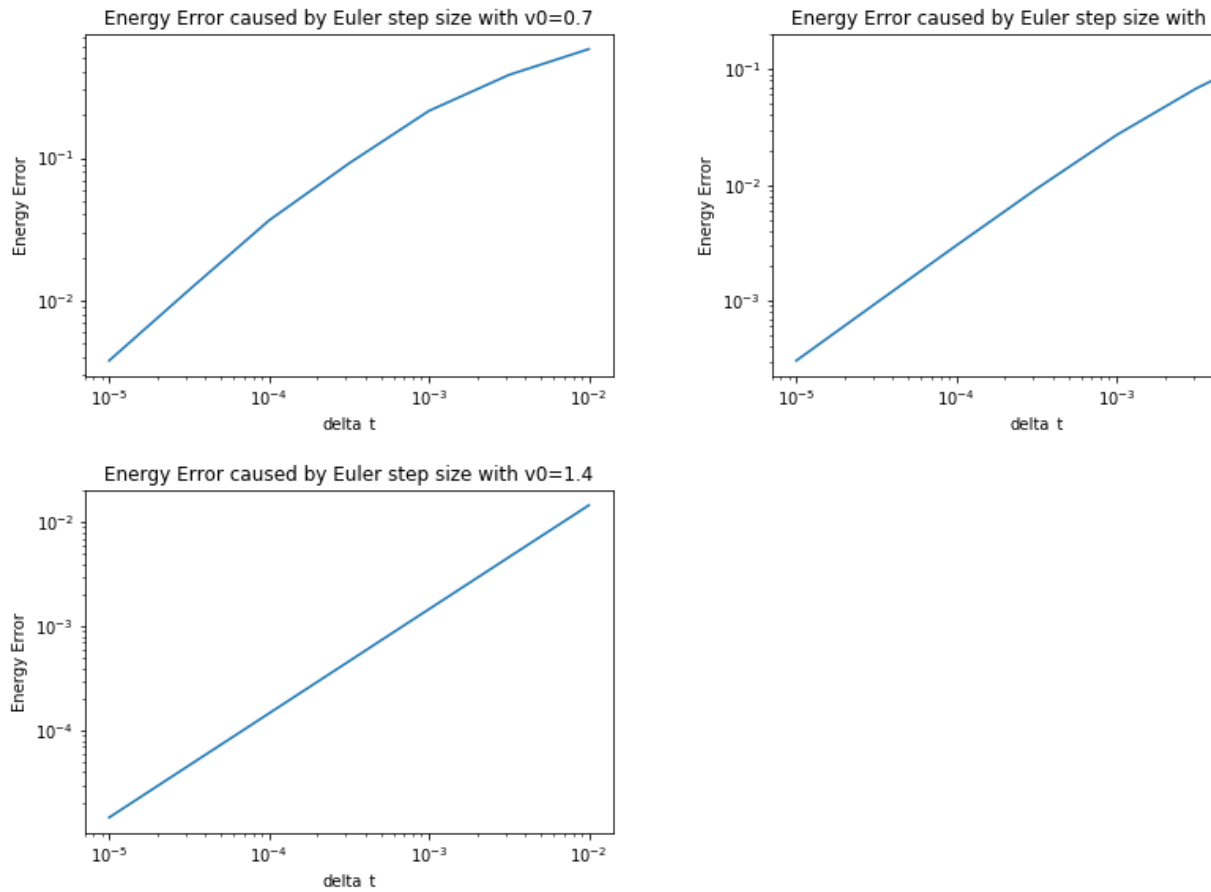 Energy Error caused by Euler step size with v0=0.7
Energy Error
10⁻¹
10⁻²
10⁻⁵
10⁻⁴
10⁻³
10⁻²
delta t
Energy Error caused by Euler step size with
Energy Error
10⁻¹
10⁻²
10⁻³
10⁻⁵
10⁻⁴
10⁻³
delta t
Energy Error caused by Euler step size with v0=1.4
Energy Error
10⁻²
10⁻³
10⁻⁴
10⁻⁵
10⁻⁴
10⁻³
10⁻²
delta t